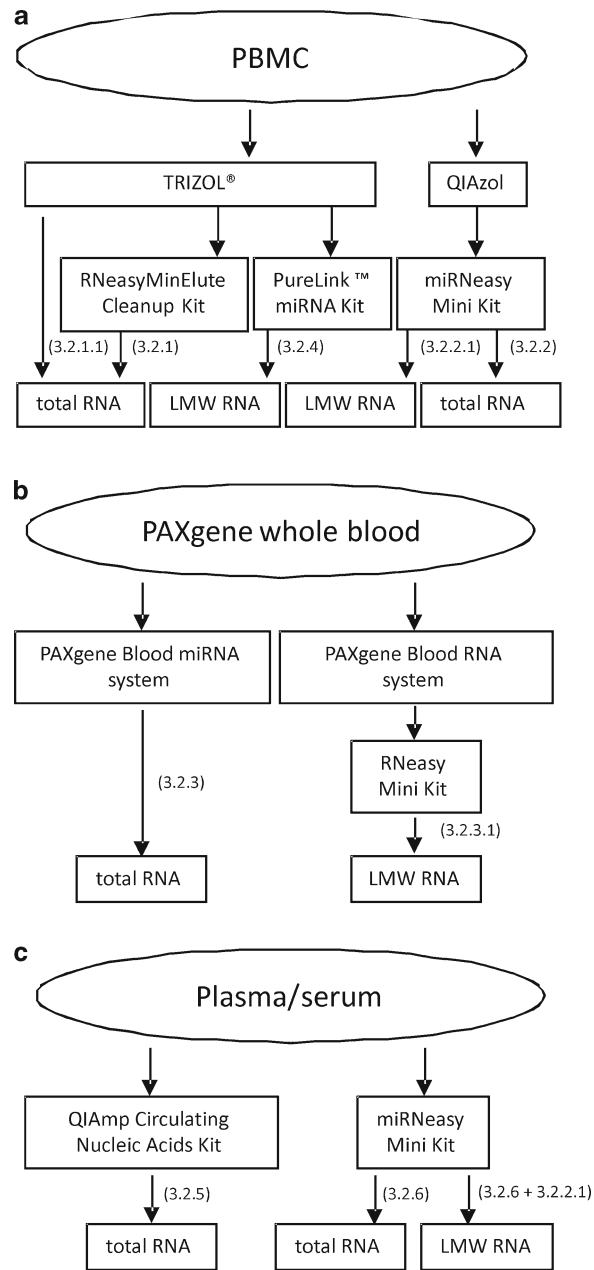 a
PBMC
TRIZOL®
QIAzol
RNeasyMinElute
Cleanup Kit
PureLink ™
miRNA Kit
miRNeasy
Mini Kit
(3.2.1.1)
(3.2.1)
(3.2.4)
(3.2.2.1)
(3.2.2)
total RNA
LMW RNA
LMW RNA
total RNA
b
PAXgene whole blood
PAXgene Blood miRNA
system
PAXgene Blood RNA
system
RNeasy
Mini Kit
(3.2.3)
(3.2.3.1)
total RNA
LMW RNA
c
Plasma/serum
QIAmp Circulating
Nucleic Acids Kit
miRNeasy
Mini Kit
(3.2.5)
(3.2.6)
(3.2.6 + 3.2.2.1)
total RNA
total RNA
LMW RNA